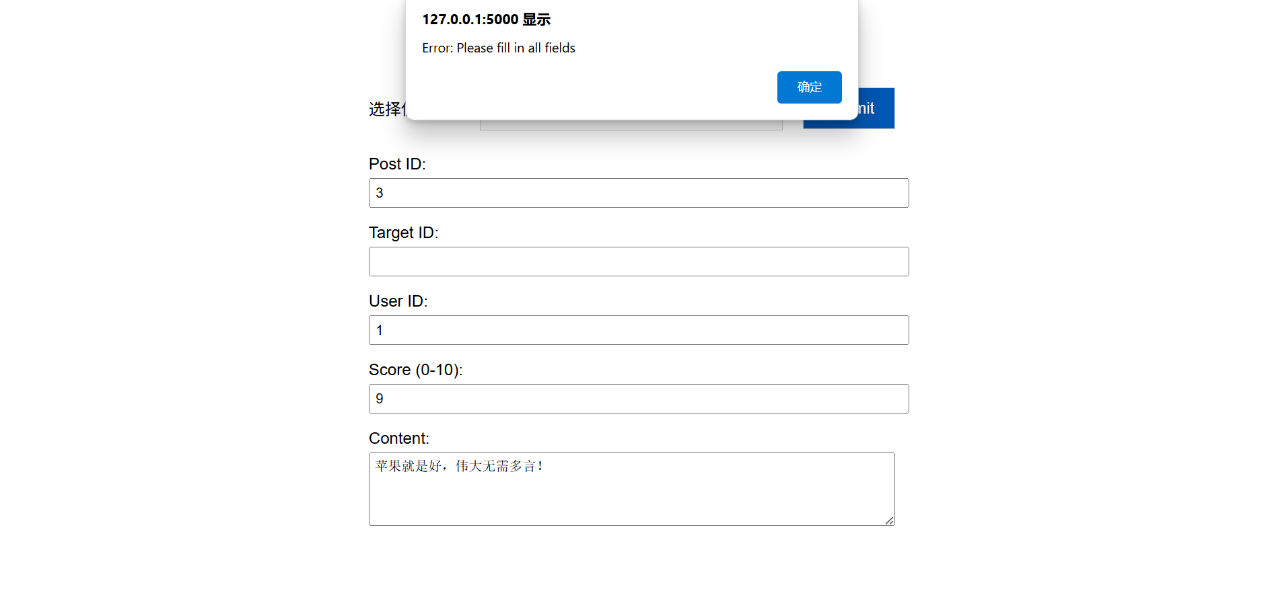 127.0.0.1:5000 显示
Error: Please fill in all fields
确定
选择
Post ID:
3
Target ID:
User ID:
1
Score (0-10):
9
Content:
苹果就是好，伟大无需多言！